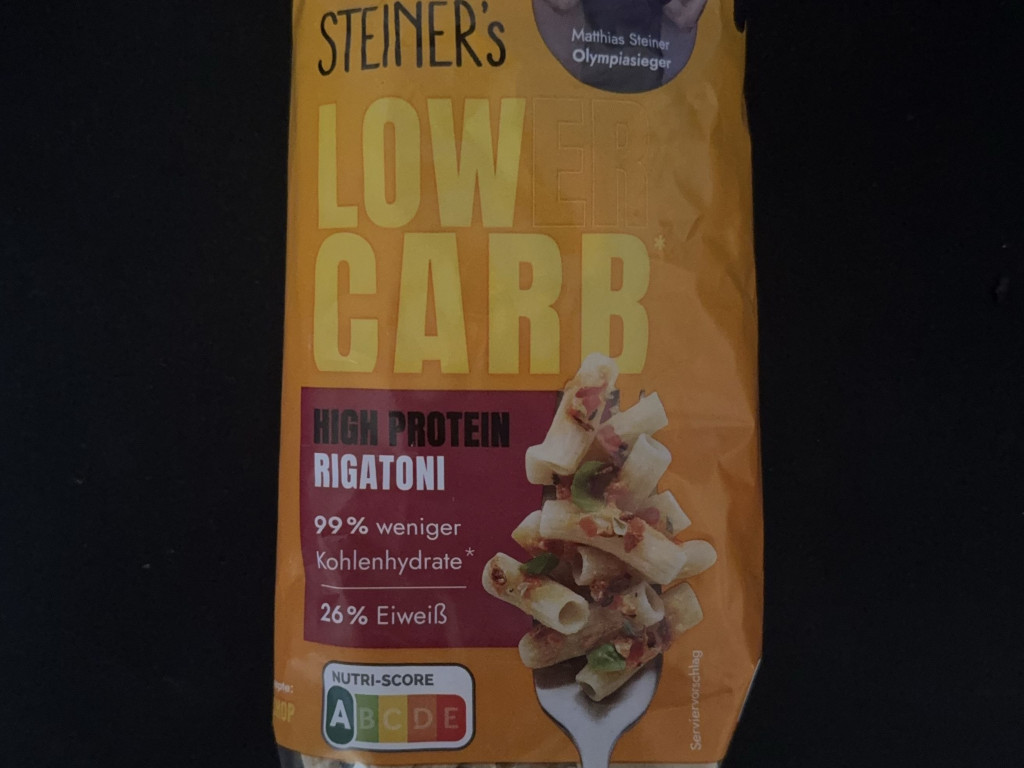 STEINER's
Matthias Steiner
Olympiasieger
LOWER
CARB*
HIGH PROTEIN
RIGATONI
99% weniger
Kohlenhydrate*
26% Eiweiß
NUTRI-SCORE
A B C D E
Serviervorschlag